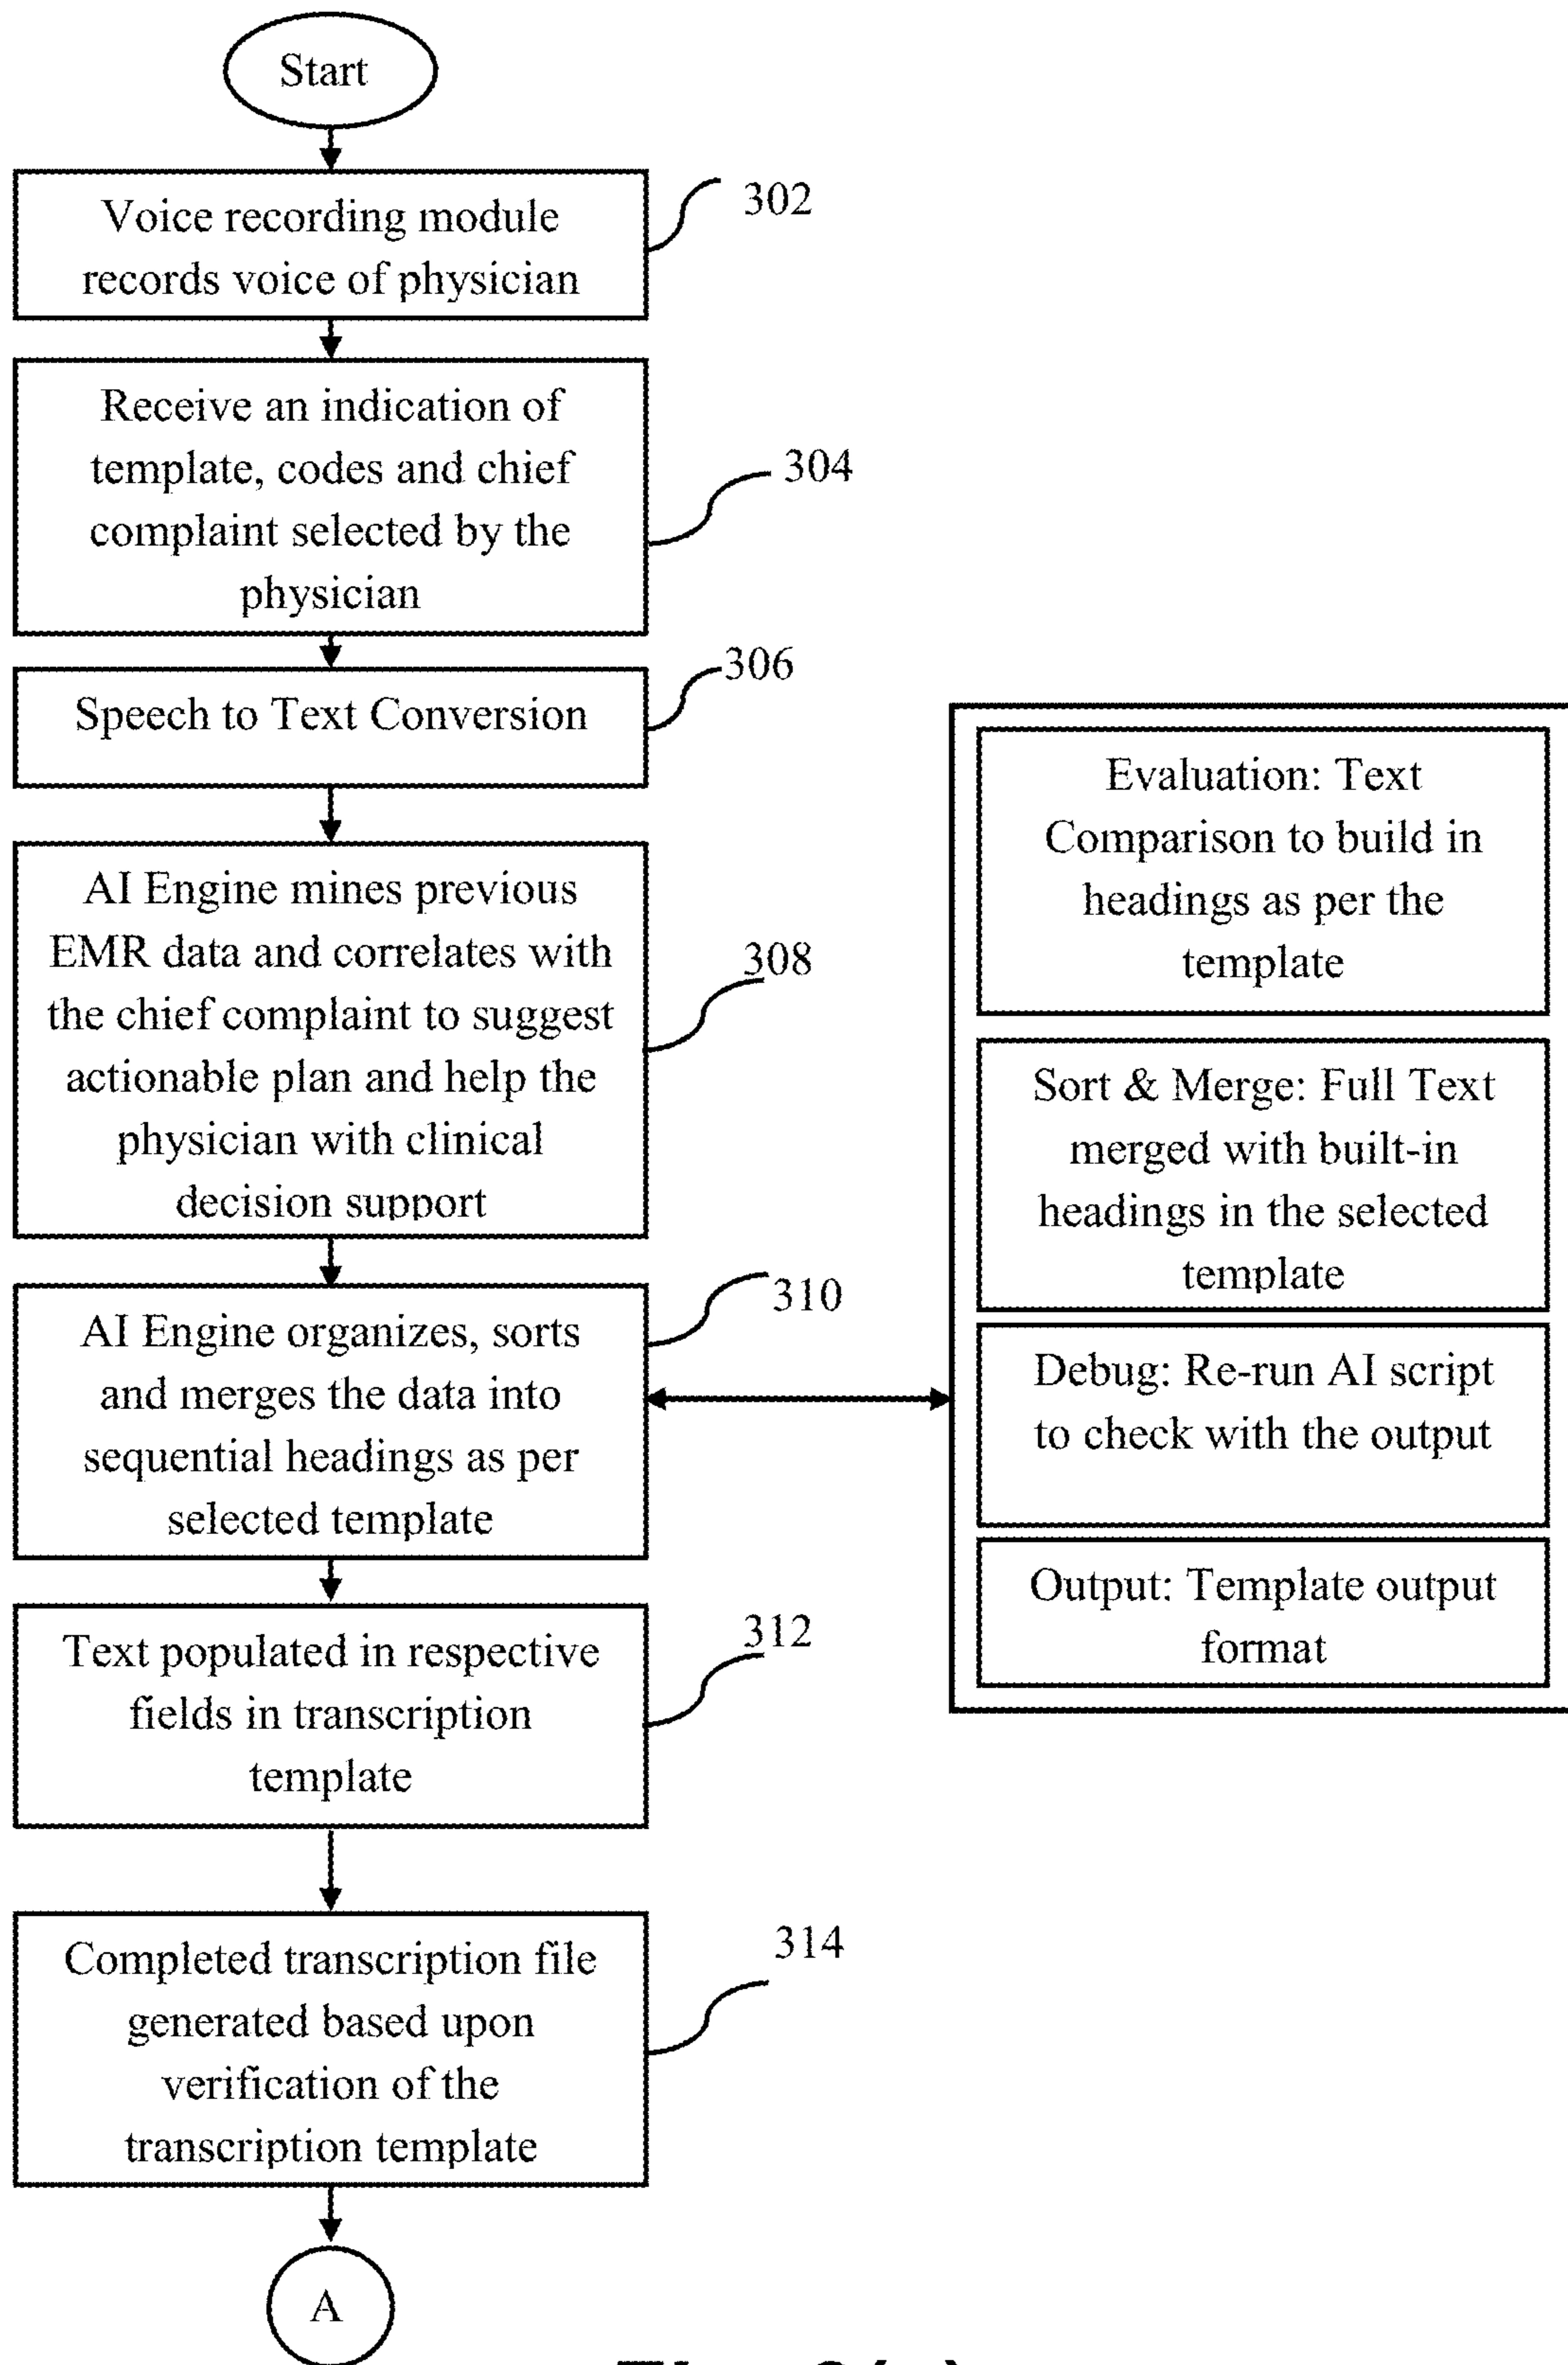 Start
Voice recording module
records voice of physician
302
Receive an indication of
template, codes and chief
complaint selected by the
physician
304
Speech to Text Conversion
306
AI Engine mines previous
EMR data and correlates with
the chief complaint to suggest
actionable plan and help the
physician with clinical
decision support
308
AI Engine organizes, sorts
and merges the data into
sequential headings as per
selected template
310
Evaluation: Text
Comparison to build in
headings as per the
template
Sort & Merge: Full Text
merged with built-in
headings in the selected
template
Debug: Re-run AI script
to check with the output
Output: Template output
format
Text populated in respective
fields in transcription
template
312
Completed transcription file
generated based upon
verification of the
transcription template
314
A